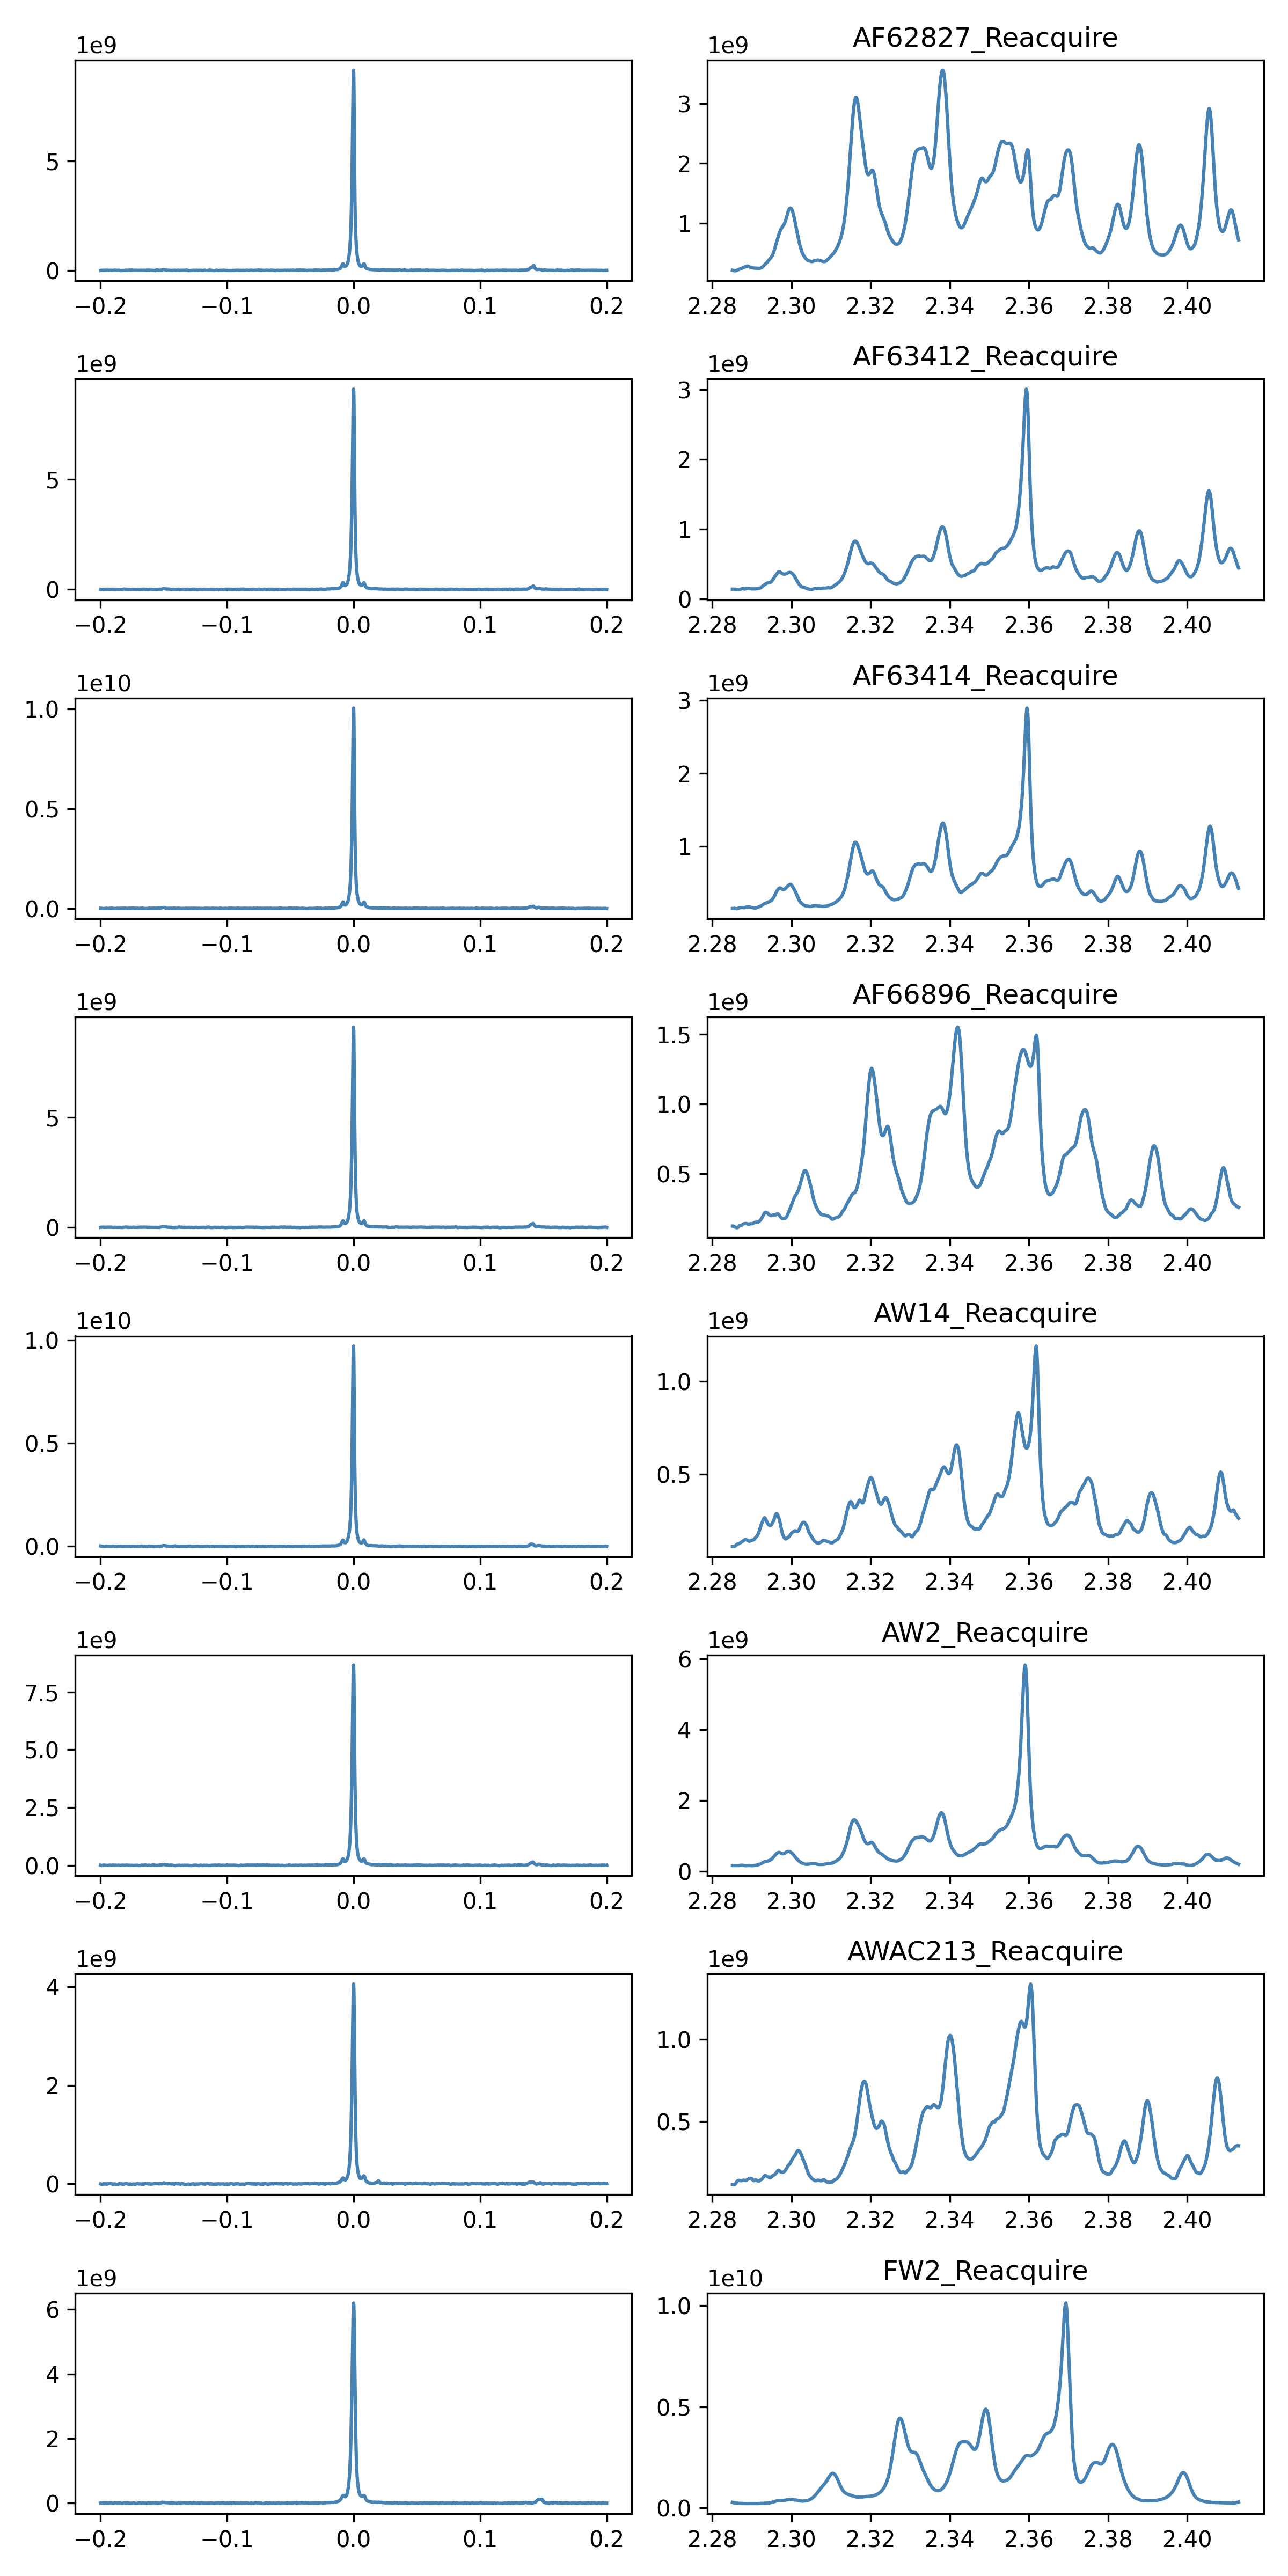 AF62827_Reacquire
1e9
1e9
5
0
3
2
1
−0.2 −0.1 0.0 0.1 0.2
2.28 2.30 2.32 2.34 2.36 2.38 2.40
AF63412_Reacquire
1e9
1e9
5
0
3
2
1
0
−0.2 −0.1 0.0 0.1 0.2
2.28 2.30 2.32 2.34 2.36 2.38 2.40
AF63414_Reacquire
1e10
1e9
1.0
0.5
0.0
3
2
1
−0.2 −0.1 0.0 0.1 0.2
2.28 2.30 2.32 2.34 2.36 2.38 2.40
AF66896_Reacquire
1e9
1e9
5
0
1.5
1.0
0.5
−0.2 −0.1 0.0 0.1 0.2
2.28 2.30 2.32 2.34 2.36 2.38 2.40
AW14_Reacquire
1e10
1e9
1.0
0.5
0.0
1.0
0.5
−0.2 −0.1 0.0 0.1 0.2
2.28 2.30 2.32 2.34 2.36 2.38 2.40
AW2_Reacquire
1e9
1e9
7.5
5.0
2.5
0.0
6
4
2
0
−0.2 −0.1 0.0 0.1 0.2
2.28 2.30 2.32 2.34 2.36 2.38 2.40
AWAC213_Reacquire
1e9
1e9
4
2
0
1.0
0.5
−0.2 −0.1 0.0 0.1 0.2
2.28 2.30 2.32 2.34 2.36 2.38 2.40
FW2_Reacquire
1e9
1e10
6
4
2
0
1.0
0.5
0.0
−0.2 −0.1 0.0 0.1 0.2
2.28 2.30 2.32 2.34 2.36 2.38 2.40